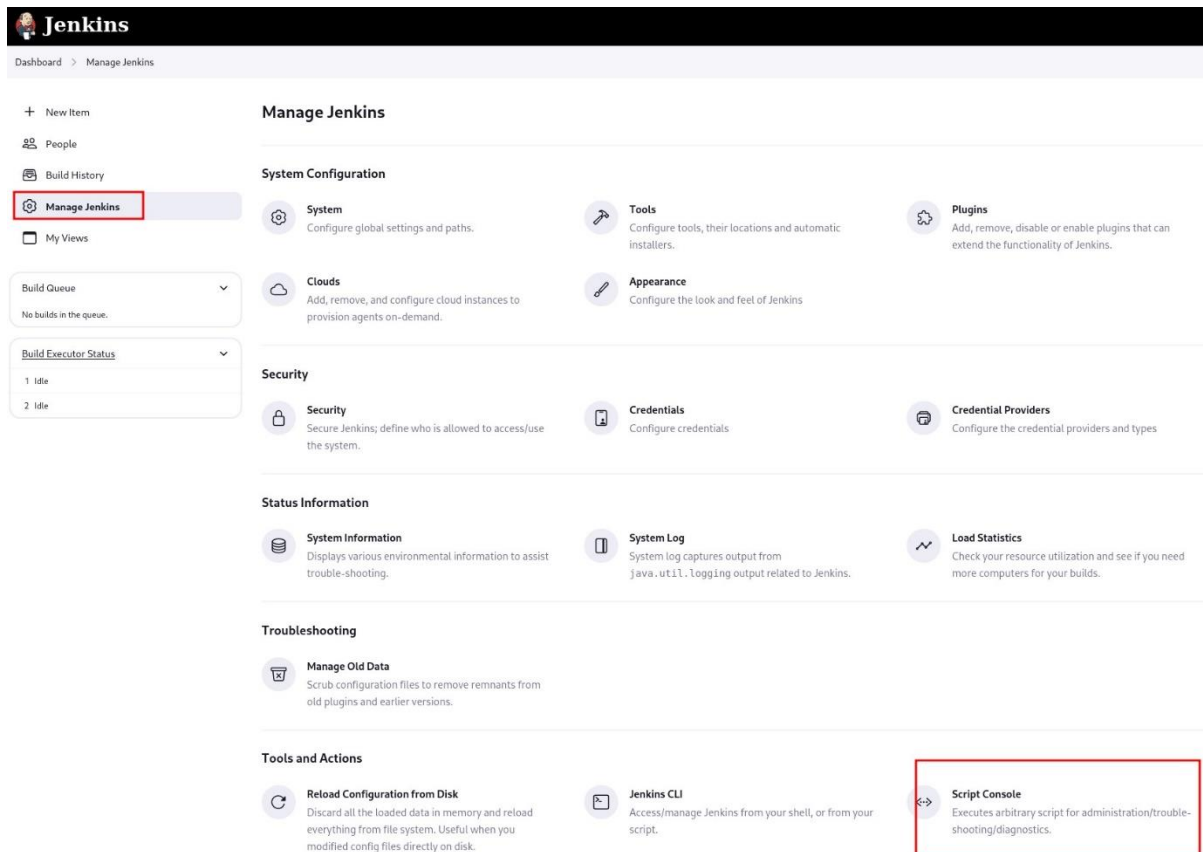 Jenkins
Dashboard > Manage Jenkins
New Item
People
Build History
Manage Jenkins
My Views
Build Queue
No builds in the queue.
Build Executor Status
1 Idle
2 Idle
Manage Jenkins
System Configuration
System
Configure global settings and paths.
Tools
Configure tools, their locations and automatic
installers.
Plugins
Add, remove, disable or enable plugins that can
extend the functionality of Jenkins.
Clouds
Add, remove, and configure cloud instances to
provision agents on-demand.
Appearance
Configure the look and feel of Jenkins
Security
Security
Secure Jenkins; define who is allowed to access/use
the system.
Credentials
Configure credentials
Credential Providers
Configure the credential providers and types
Status Information
System Information
Displays various environmental information to assist
trouble-shooting.
System Log
System log captures output from
java.util.logging output related to Jenkins.
Load Statistics
Check your resource utilization and see if you need
more computers for your builds.
Troubleshooting
Manage Old Data
Scrub configuration files to remove remnants from
old plugins and earlier versions.
Tools and Actions
Reload Configuration from Disk
Discard all the loaded data in memory and reload
everything from file system. Useful when you
modified config files directly on disk.
Jenkins CLI
Access/manage Jenkins from your shell, or from your
script.
Script Console
Executes arbitrary script for administration/trouble-
shooting/diagnostics.